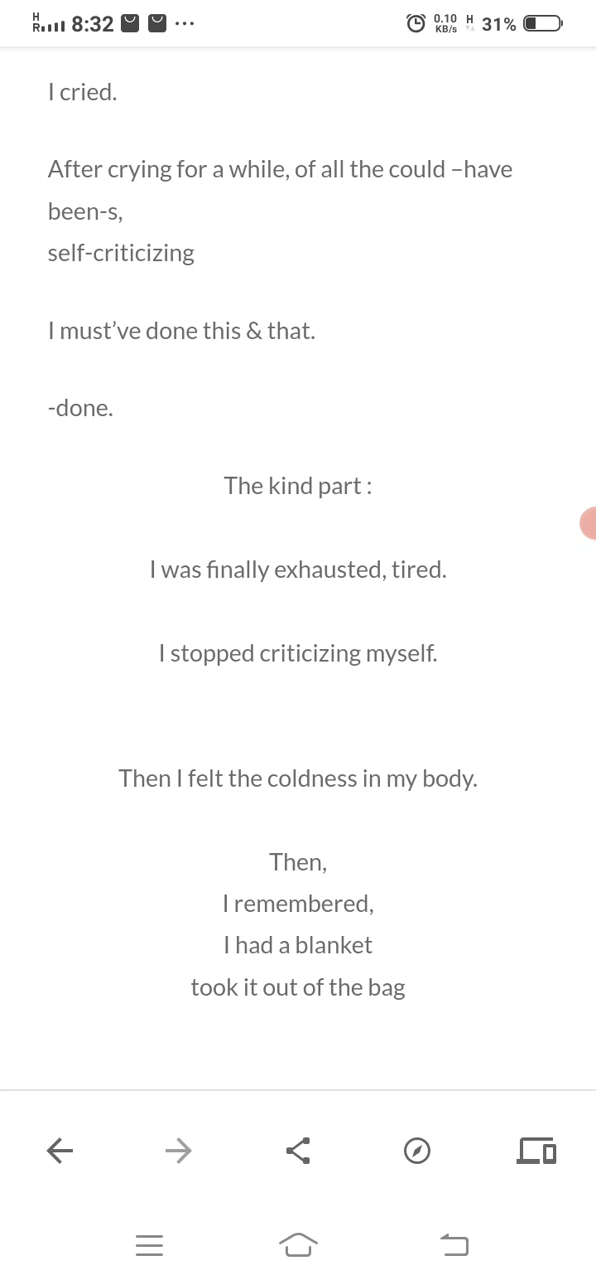 H
R
8:32
...
0.10
KB/s
H
31%
I cried.
After crying for a while, of all the could –have
been-s,
self-criticizing
I must’ve done this & that.
-done.
The kind part :
I was finally exhausted, tired.
I stopped criticizing myself.
Then I felt the coldness in my body.
Then,
I remembered,
I had a blanket
took it out of the bag